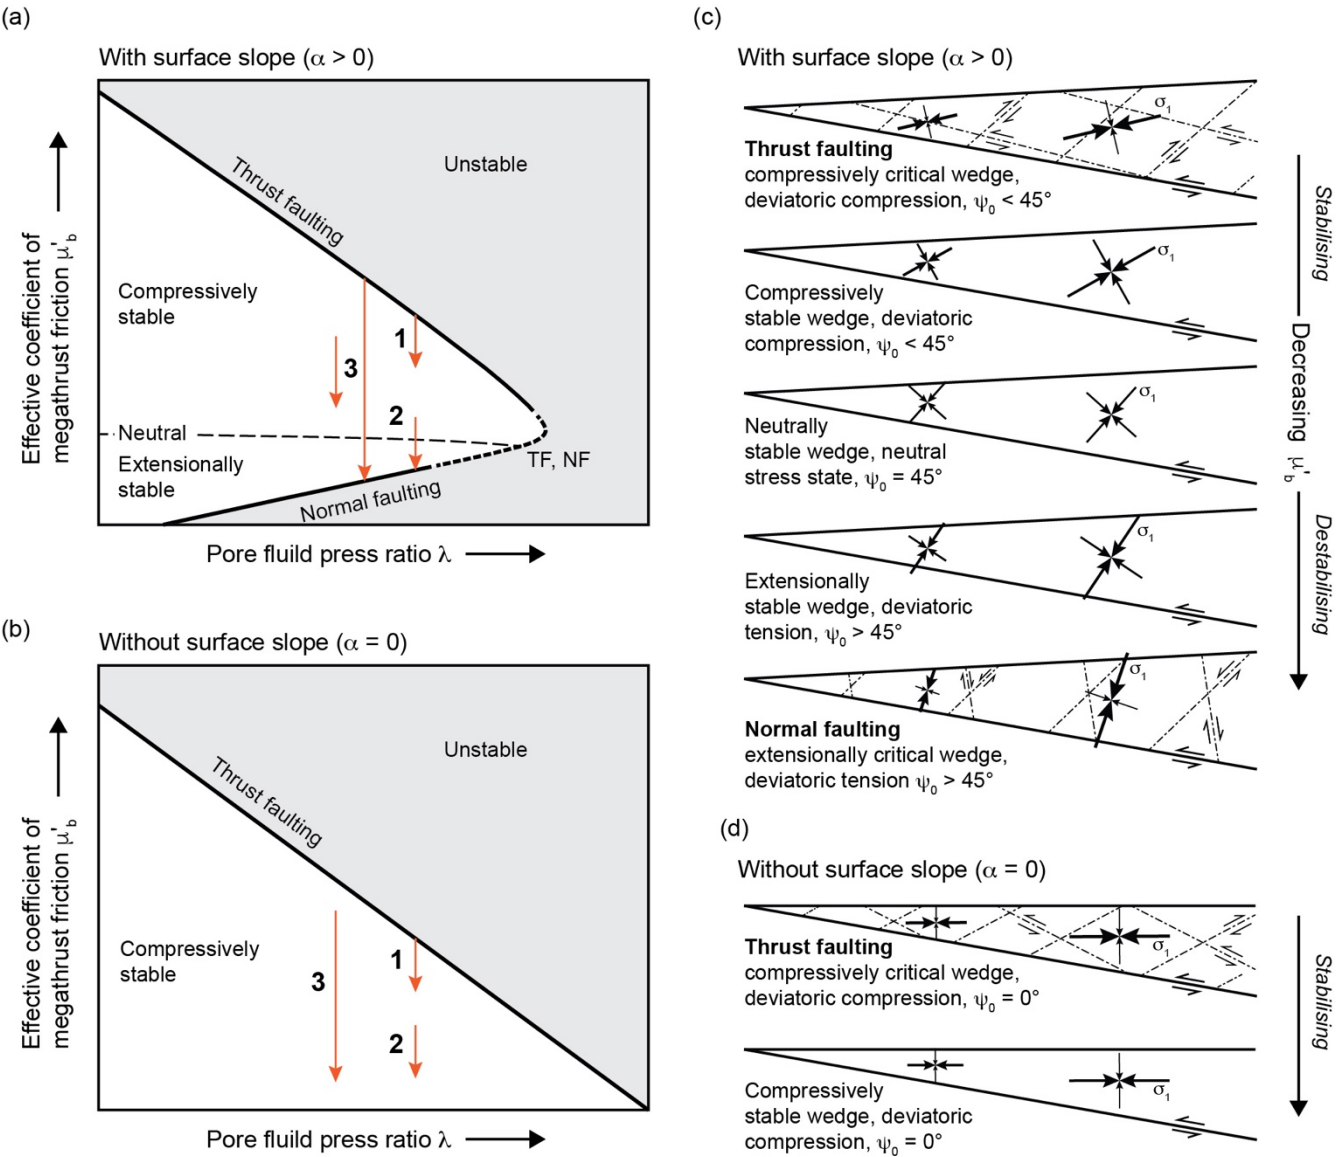 (a)
With surface slope (α > 0)
Effective coefficient of
megathrust friction μ'b
Thrust faulting
Unstable
Compressively
stable
1
3
2
Neutral
Extensionally
stable
TF, NF
Normal faulting
Pore fluild press ratio λ
(b)
Without surface slope (α = 0)
Effective coefficient of
megathrust friction μ'b
Thrust faulting
Unstable
Compressively
stable
1
3
2
Pore fluild press ratio λ
(c)
With surface slope (α > 0)
σ1
Thrust faulting
compressively critical wedge,
deviatoric compression, ψ0 < 45°
σ1
Compressively
stable wedge, deviatoric
compression, ψ0 < 45°
σ1
Neutrally
stable wedge, neutral
stress state, ψ0 = 45°
σ1
Extensionally
stable wedge, deviatoric
tension, ψ0 > 45°
σ1
Normal faulting
extensionally critical wedge,
deviatoric tension ψ0 > 45°
Stabilising
Decreasing μ'b
Destabilising
(d)
Without surface slope (α = 0)
σ1
Thrust faulting
compressively critical wedge,
deviatoric compression, ψ0 = 0°
σ1
Compressively
stable wedge, deviatoric
compression, ψ0 = 0°
Stabilising